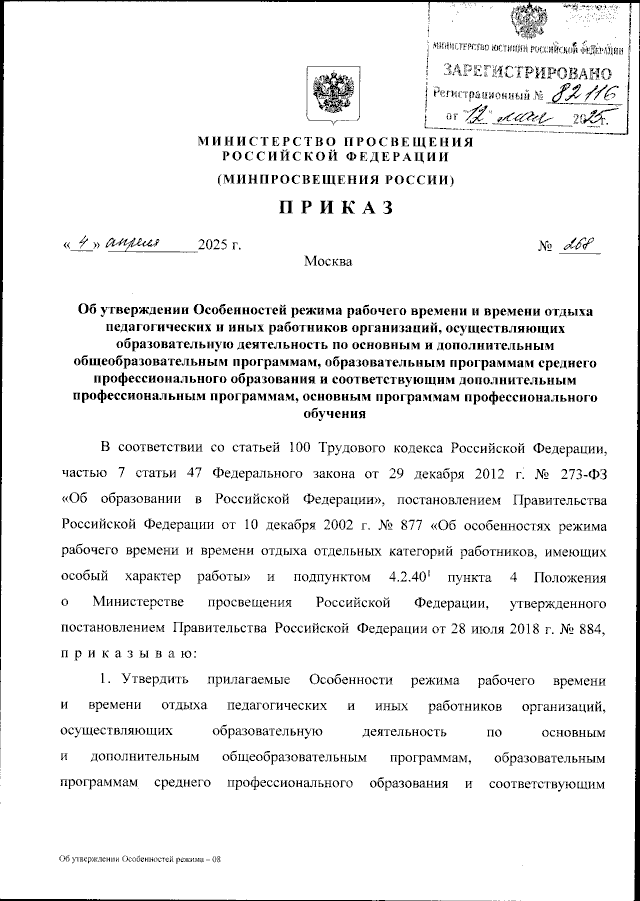 МИНИСТЕРСТВО ЮСТИЦИИ РОССИЙСКОЙ ФЕДЕРАЦИИ
ЗАРЕГИСТРИРОВАНО
Регистрационный № 82116
от "12" мая 2025 г.
МИНИСТЕРСТВО ПРОСВЕЩЕНИЯ
РОССИЙСКОЙ ФЕДЕРАЦИИ
(МИНПРОСВЕЩЕНИЯ РОССИИ)
ПРИКАЗ
« 4 » апреля 2025 г. № 268
Москва
Об утверждении Особенностей режима рабочего времени и времени отдыха
педагогических и иных работников организаций, осуществляющих
образовательную деятельность по основным и дополнительным
общеобразовательным программам, образовательным программам среднего
профессионального образования и соответствующим дополнительным
профессиональным программам, основным программам профессионального
обучения
В соответствии со статьей 100 Трудового кодекса Российской Федерации,
частью 7 статьи 47 Федерального закона от 29 декабря 2012 г. № 273-ФЗ
«Об образовании в Российской Федерации», постановлением Правительства
Российской Федерации от 10 декабря 2002 г. № 877 «Об особенностях режима
рабочего времени и времени отдыха отдельных категорий работников, имеющих
особый характер работы» и подпунктом 4.2.40¹ пункта 4 Положения
о Министерстве просвещения Российской Федерации, утвержденного
постановлением Правительства Российской Федерации от 28 июля 2018 г. № 884,
п р и к а з ы в а ю:
1. Утвердить прилагаемые Особенности режима рабочего времени
и времени отдыха педагогических и иных работников организаций,
осуществляющих образовательную деятельность по основным
и дополнительным общеобразовательным программам, образовательным
программам среднего профессионального образования и соответствующим
Об утверждении Особенностей режима – 08